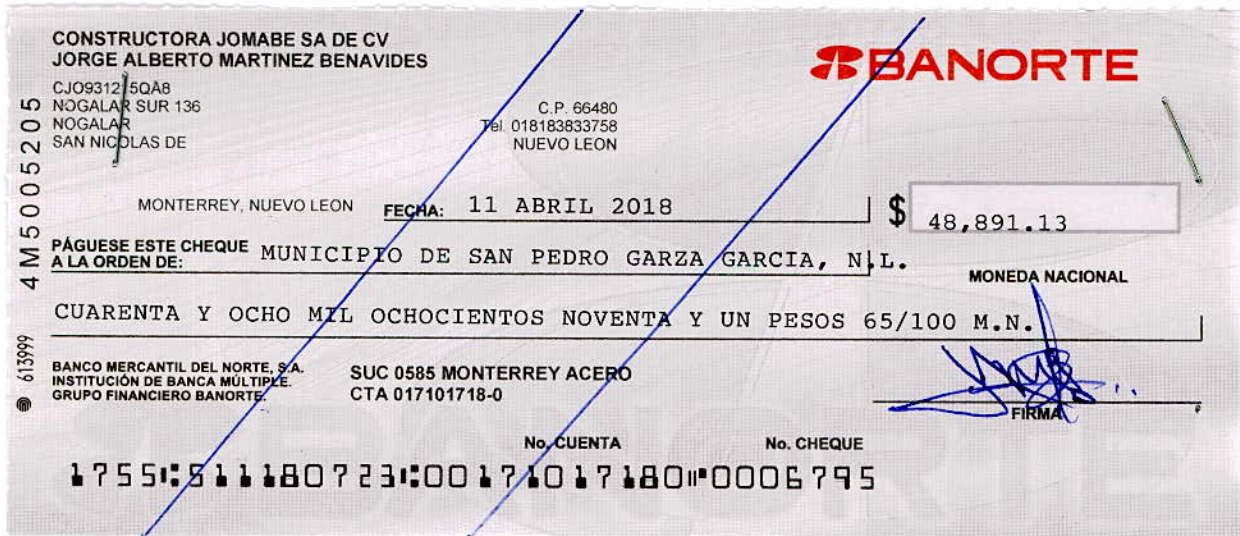 CONSTRUCTORA JOMABE SA DE CV
JORGE ALBERTO MARTINEZ BENAVIDES
BANORTE
NOGALAR SUR 136
NOGALAR
SAN NICOLAS DE
C.P. 66480
Tel. 018183833758
NUEVO LEON
4M5005205
MONTERREY, NUEVO LEON FECHA: 11 ABRIL 2018 $ 48,891.13
PÁGUESE ESTE CHEQUE
A LA ORDEN DE: MUNICIPIO DE SAN PEDRO GARZA GARCIA, N.L.
MONEDA NACIONAL
CUARENTA Y OCHO MIL OCHOCIENTOS NOVENTA Y UN PESOS 65/100 M.N.
613999
BANCO MERCANTIL DEL NORTE, S.A.
INSTITUCIÓN DE BANCA MÚLTIPLE.
GRUPO FINANCIERO BANORTE.
SUC 0585 MONTERREY ACERO
CTA 017101718-0
FIRMA
No. CUENTA No. CHEQUE
1755⑆511180723⑆00171017180⑈0006795